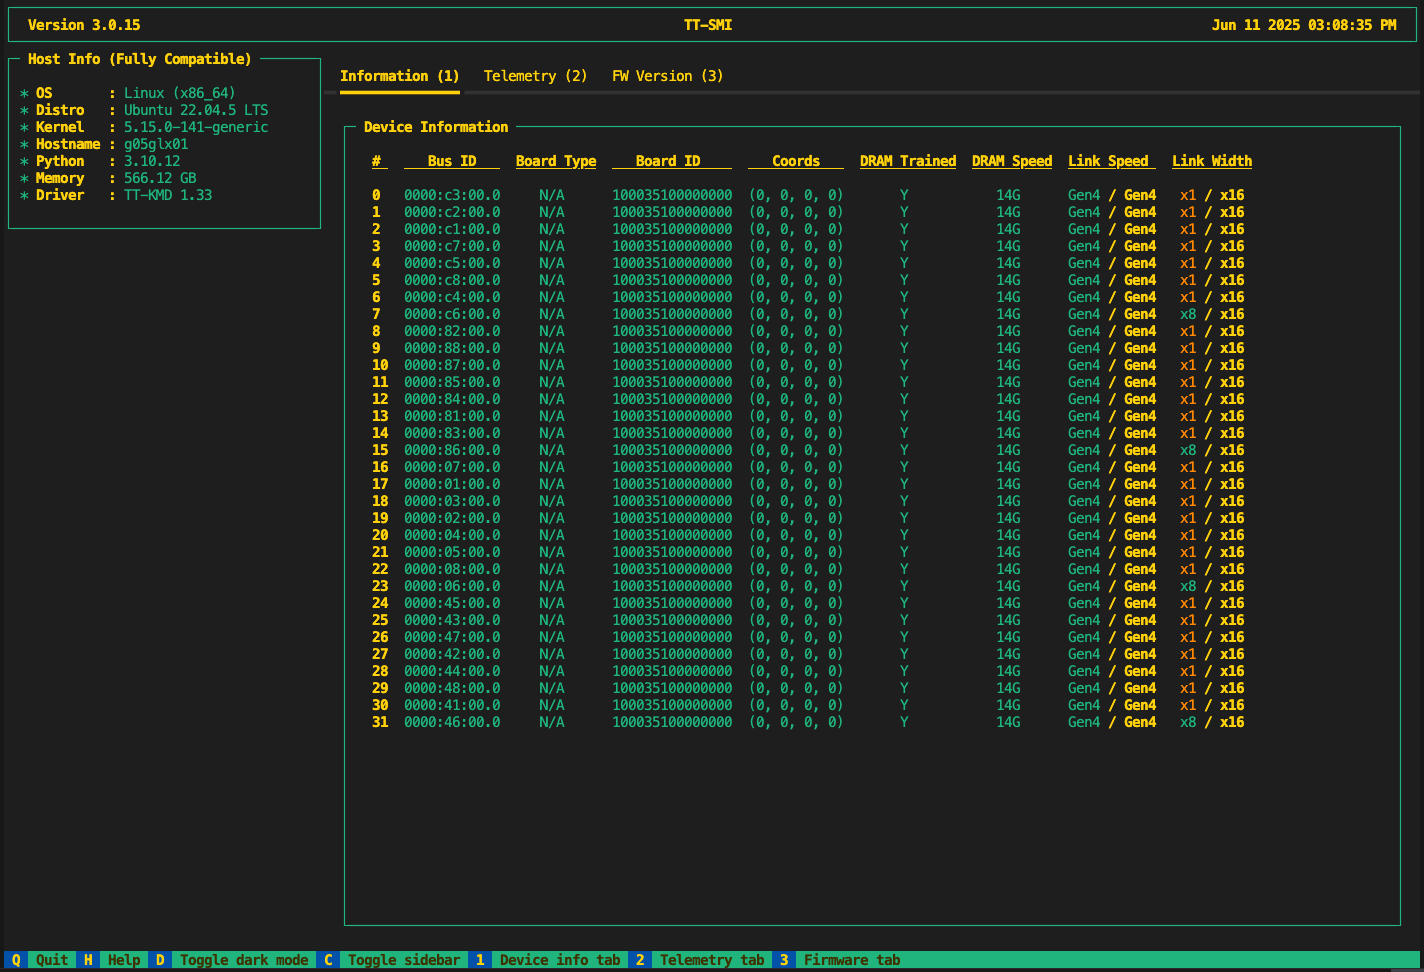 Version 3.0.15 TT-SMI Jun 11 2025 03:08:35 PM
Host Info (Fully Compatible)
* OS : Linux (x86_64)
* Distro : Ubuntu 22.04.5 LTS
* Kernel : 5.15.0-141-generic
* Hostname : g05glx01
* Python : 3.10.12
* Memory : 566.12 GB
* Driver : TT-KMD 1.33
Information (1) Telemetry (2) FW Version (3)
Device Information
# Bus ID Board Type Board ID Coords DRAM Trained DRAM Speed Link Speed Link Width
0 0000:c3:00.0 N/A 100035100000000 (0, 0, 0, 0) Y 14G Gen4 / Gen4 x1 / x16
1 0000:c2:00.0 N/A 100035100000000 (0, 0, 0, 0) Y 14G Gen4 / Gen4 x1 / x16
2 0000:c1:00.0 N/A 100035100000000 (0, 0, 0, 0) Y 14G Gen4 / Gen4 x1 / x16
3 0000:c7:00.0 N/A 100035100000000 (0, 0, 0, 0) Y 14G Gen4 / Gen4 x1 / x16
4 0000:c5:00.0 N/A 100035100000000 (0, 0, 0, 0) Y 14G Gen4 / Gen4 x1 / x16
5 0000:c8:00.0 N/A 100035100000000 (0, 0, 0, 0) Y 14G Gen4 / Gen4 x1 / x16
6 0000:c4:00.0 N/A 100035100000000 (0, 0, 0, 0) Y 14G Gen4 / Gen4 x1 / x16
7 0000:c6:00.0 N/A 100035100000000 (0, 0, 0, 0) Y 14G Gen4 / Gen4 x8 / x16
8 0000:82:00.0 N/A 100035100000000 (0, 0, 0, 0) Y 14G Gen4 / Gen4 x1 / x16
9 0000:88:00.0 N/A 100035100000000 (0, 0, 0, 0) Y 14G Gen4 / Gen4 x1 / x16
10 0000:87:00.0 N/A 100035100000000 (0, 0, 0, 0) Y 14G Gen4 / Gen4 x1 / x16
11 0000:85:00.0 N/A 100035100000000 (0, 0, 0, 0) Y 14G Gen4 / Gen4 x1 / x16
12 0000:84:00.0 N/A 100035100000000 (0, 0, 0, 0) Y 14G Gen4 / Gen4 x1 / x16
13 0000:81:00.0 N/A 100035100000000 (0, 0, 0, 0) Y 14G Gen4 / Gen4 x1 / x16
14 0000:83:00.0 N/A 100035100000000 (0, 0, 0, 0) Y 14G Gen4 / Gen4 x1 / x16
15 0000:86:00.0 N/A 100035100000000 (0, 0, 0, 0) Y 14G Gen4 / Gen4 x8 / x16
16 0000:07:00.0 N/A 100035100000000 (0, 0, 0, 0) Y 14G Gen4 / Gen4 x1 / x16
17 0000:01:00.0 N/A 100035100000000 (0, 0, 0, 0) Y 14G Gen4 / Gen4 x1 / x16
18 0000:03:00.0 N/A 100035100000000 (0, 0, 0, 0) Y 14G Gen4 / Gen4 x1 / x16
19 0000:02:00.0 N/A 100035100000000 (0, 0, 0, 0) Y 14G Gen4 / Gen4 x1 / x16
20 0000:04:00.0 N/A 100035100000000 (0, 0, 0, 0) Y 14G Gen4 / Gen4 x1 / x16
21 0000:05:00.0 N/A 100035100000000 (0, 0, 0, 0) Y 14G Gen4 / Gen4 x1 / x16
22 0000:08:00.0 N/A 100035100000000 (0, 0, 0, 0) Y 14G Gen4 / Gen4 x1 / x16
23 0000:06:00.0 N/A 100035100000000 (0, 0, 0, 0) Y 14G Gen4 / Gen4 x8 / x16
24 0000:45:00.0 N/A 100035100000000 (0, 0, 0, 0) Y 14G Gen4 / Gen4 x1 / x16
25 0000:43:00.0 N/A 100035100000000 (0, 0, 0, 0) Y 14G Gen4 / Gen4 x1 / x16
26 0000:47:00.0 N/A 100035100000000 (0, 0, 0, 0) Y 14G Gen4 / Gen4 x1 / x16
27 0000:42:00.0 N/A 100035100000000 (0, 0, 0, 0) Y 14G Gen4 / Gen4 x1 / x16
28 0000:44:00.0 N/A 100035100000000 (0, 0, 0, 0) Y 14G Gen4 / Gen4 x1 / x16
29 0000:48:00.0 N/A 100035100000000 (0, 0, 0, 0) Y 14G Gen4 / Gen4 x1 / x16
30 0000:41:00.0 N/A 100035100000000 (0, 0, 0, 0) Y 14G Gen4 / Gen4 x1 / x16
31 0000:46:00.0 N/A 100035100000000 (0, 0, 0, 0) Y 14G Gen4 / Gen4 x8 / x16
Q Quit H Help D Toggle dark mode C Toggle sidebar 1 Device info tab 2 Telemetry tab 3 Firmware tab